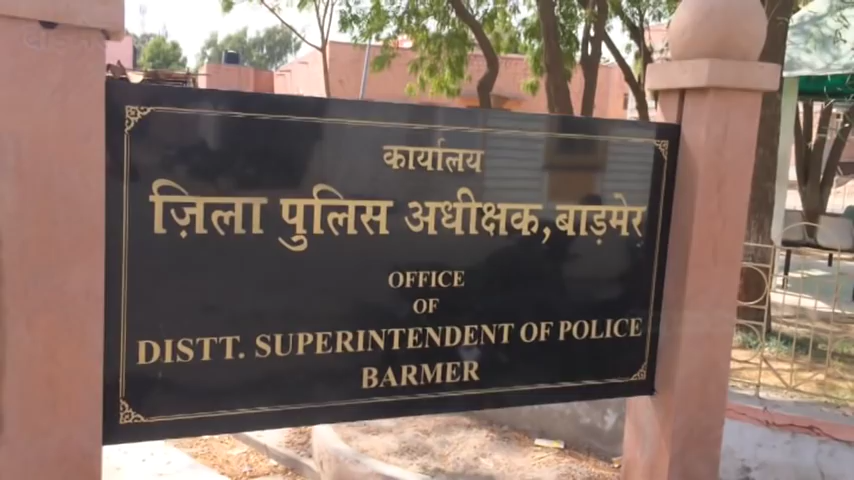 कार्यालय
ज़िला पुलिस अधीक्षक, बाड़मेर
OFFICE
OF
DISTT. SUPERINTENDENT OF POLICE
BARMER